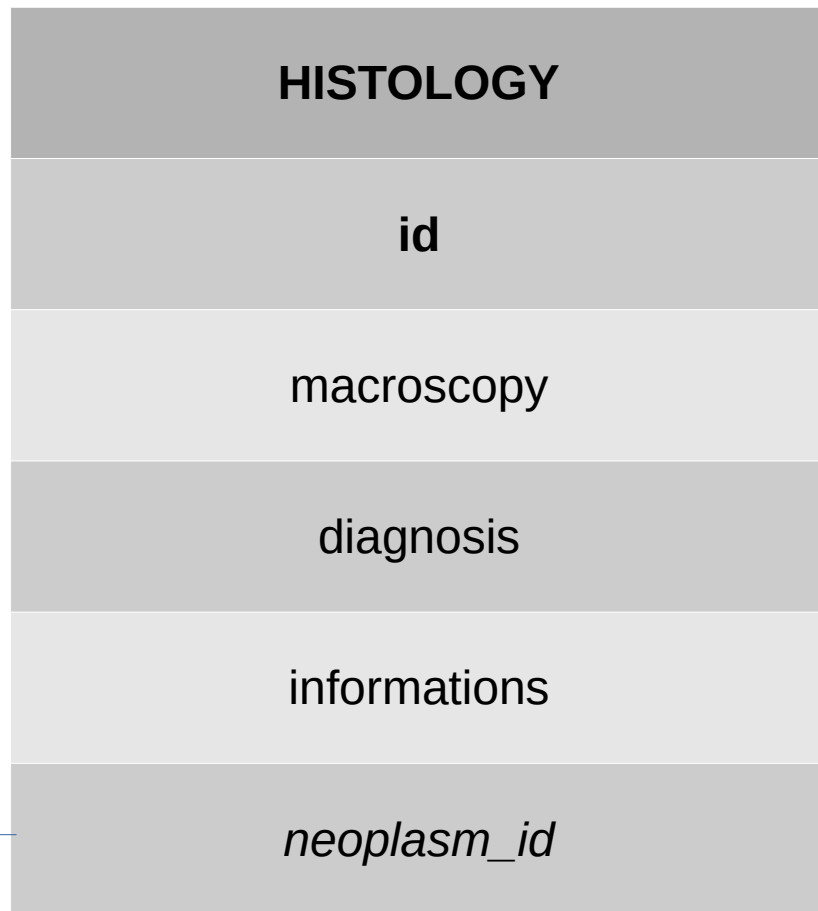 HISTOLOGY
id
macroscopy
diagnosis
informations
neoplasm_id